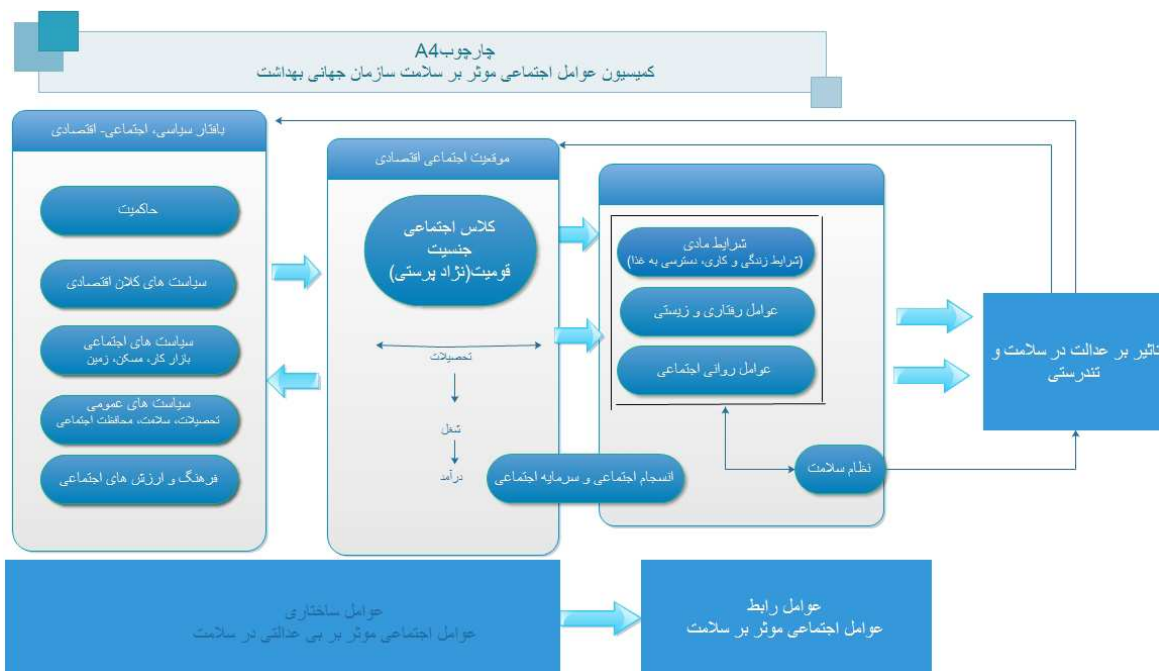 چارچوبA4
کمیسیون عوامل اجتماعی موثر بر سلامت سازمان جهانی بهداشت
بافتار سیاسی، اجتماعی- اقتصادی
حاکمیت
سیاست های کلان اقتصادی
سیاست های اجتماعی
بازار کار، مسکن، زمین
سیاست های عمومی
تحصیلات، سلامت، محافظت اجتماعی
فرهنگ و ارزش های اجتماعی
موقعیت اجتماعی اقتصادی
کلاس اجتماعی
جنسیت
قومیت(نژاد پرستی)
تحصیلات
شغل
درآمد
انسجام اجتماعی و سرمایه اجتماعی
شرایط مادی
(شرایط زندگی و کاری، دسترسی به غذا)
عوامل رفتاری و زیستی
عوامل روانی اجتماعی
نظام سلامت
تاثیر بر عدالت در سلامت و
تندرستی
عوامل ساختاری
عوامل اجتماعی موثر بر بی عدالتی در سلامت
عوامل رابط
عوامل اجتماعی موثر بر سلامت